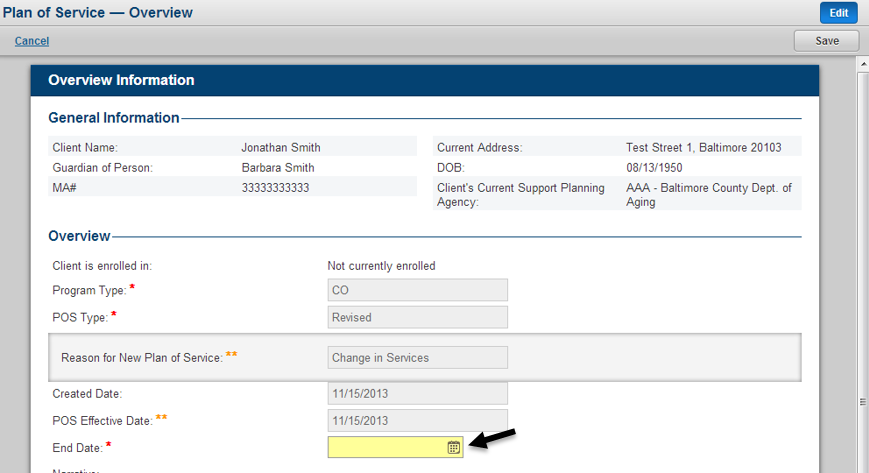 Plan of Service — Overview
Edit
Cancel
Save
Overview Information
General Information
Client Name: Jonathan Smith
Guardian of Person: Barbara Smith
MA# 33333333333
Current Address: Test Street 1, Baltimore 20103
DOB: 08/13/1950
Client's Current Support Planning AAA - Baltimore County Dept. of
Agency: Aging
Overview
Client is enrolled in: Not currently enrolled
Program Type: * CO
POS Type: * Revised
Reason for New Plan of Service: ** Change in Services
Created Date: 11/15/2013
POS Effective Date: ** 11/15/2013
End Date: *